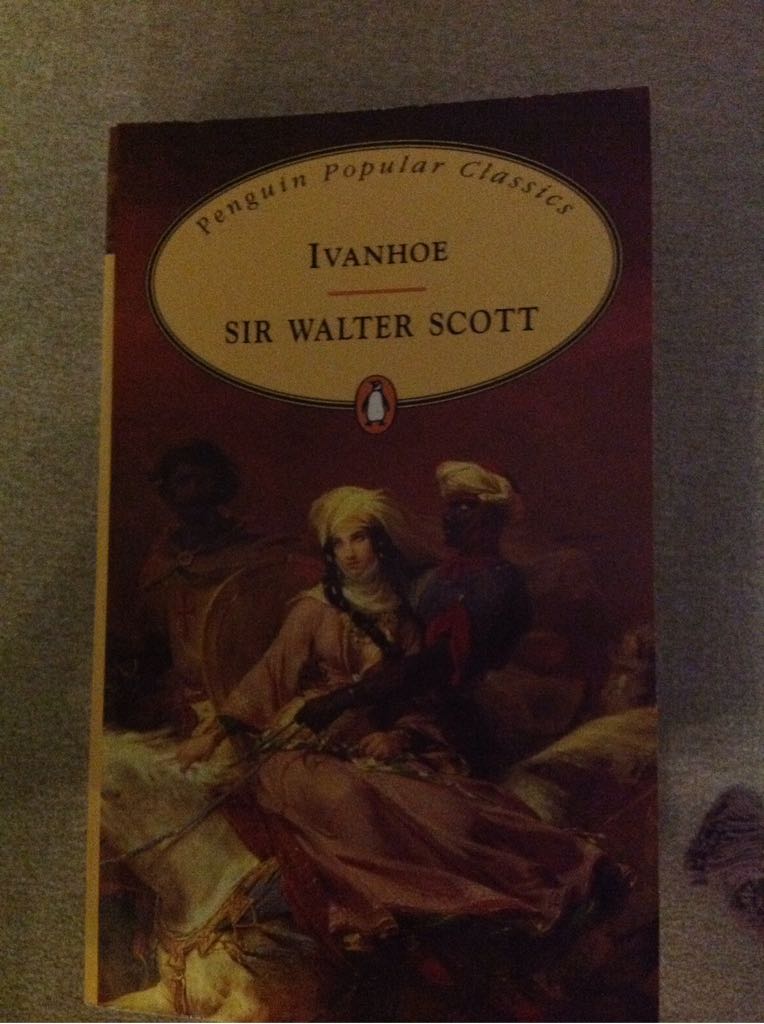 Penguin Popular Classics
IVANHOE
SIR WALTER SCOTT